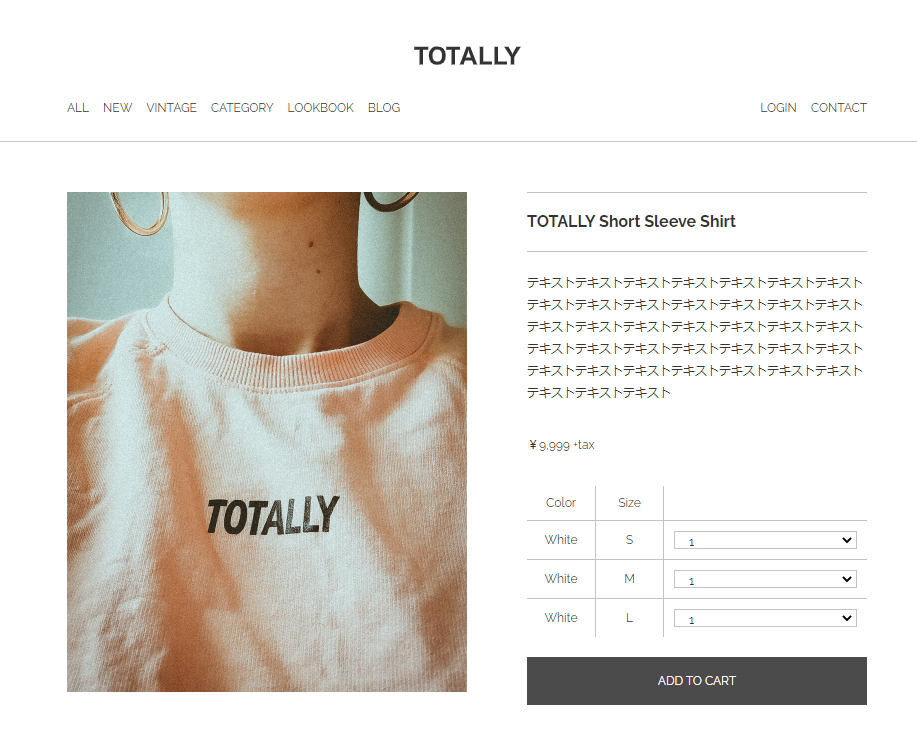 TOTALLY
ALL NEW VINTAGE CATEGORY LOOKBOOK BLOG LOGIN CONTACT
TOTALLY
TOTALLY Short Sleeve Shirt
テキストテキストテキストテキストテキストテキストテキスト
テキストテキストテキストテキストテキストテキストテキスト
テキストテキストテキストテキストテキストテキストテキスト
テキストテキストテキストテキストテキストテキストテキスト
テキストテキストテキストテキストテキストテキストテキスト
テキストテキストテキスト
¥9,999 +tax
Color Size
White S 1
White M 1
White L 1
ADD TO CART